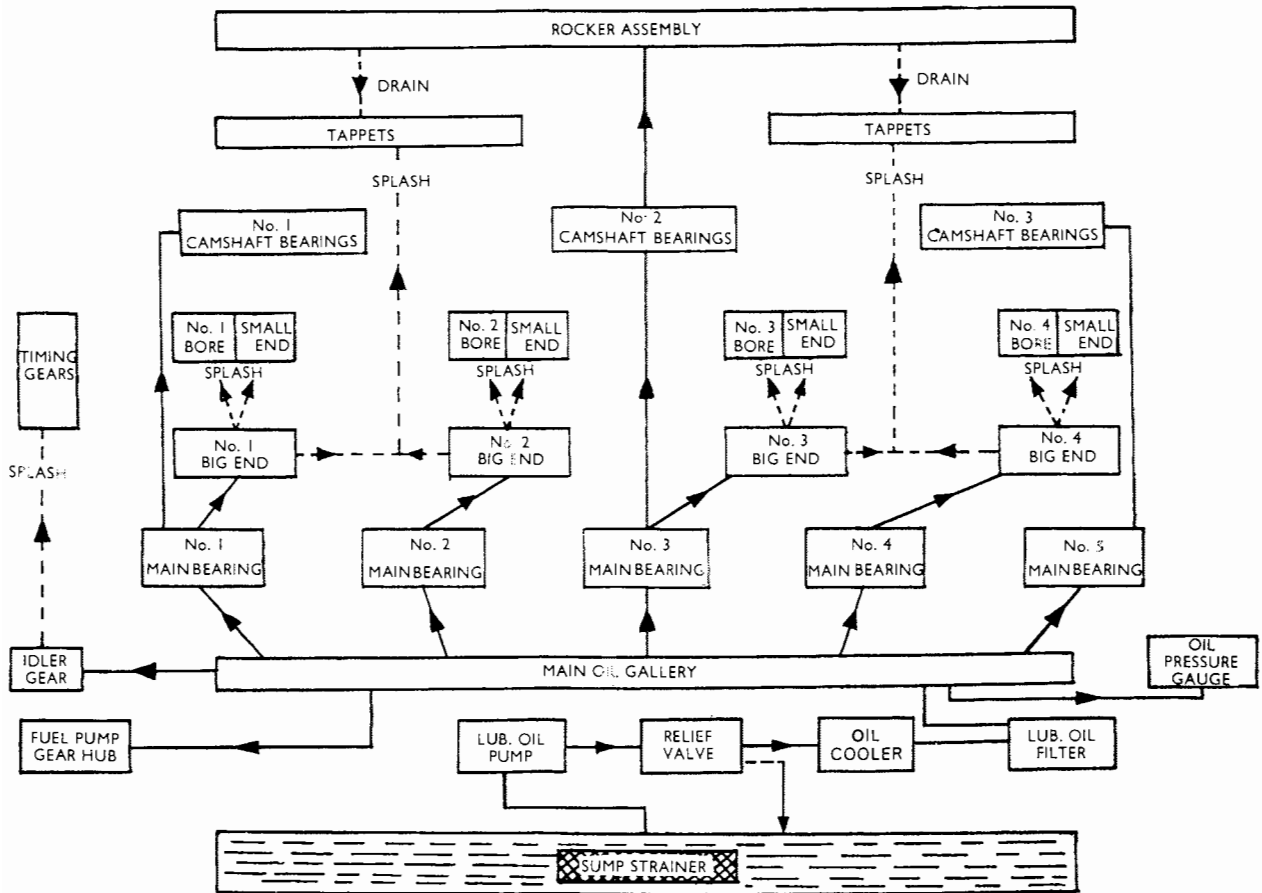 ROCKER ASSEMBLY
DRAIN
DRAIN
TAPPETS
TAPPETS
SPLASH
SPLASH
No. 1
CAMSHAFT BEARINGS
No. 2
CAMSHAFT BEARINGS
No. 3
CAMSHAFT BEARINGS
TIMING
GEARS
No. 1
BORE
SMALL
END
No. 2
BORE
SMALL
END
No. 3
BORE
SMALL
END
No. 4
BORE
SMALL
END
SPLASH
SPLASH
SPLASH
SPLASH
No. 1
BIG END
No. 2
BIG END
No. 3
BIG END
No. 4
BIG END
SPLASH
No. 1
MAIN BEARING
No. 2
MAIN BEARING
No. 3
MAIN BEARING
No. 4
MAIN BEARING
No. 5
MAIN BEARING
IDLER
GEAR
MAIN OIL GALLERY
OIL
PRESSURE
GAUGE
FUEL PUMP
GEAR HUB
LUB. OIL
PUMP
RELIEF
VALVE
OIL
COOLER
LUB. OIL
FILTER
SUMP STRAINER